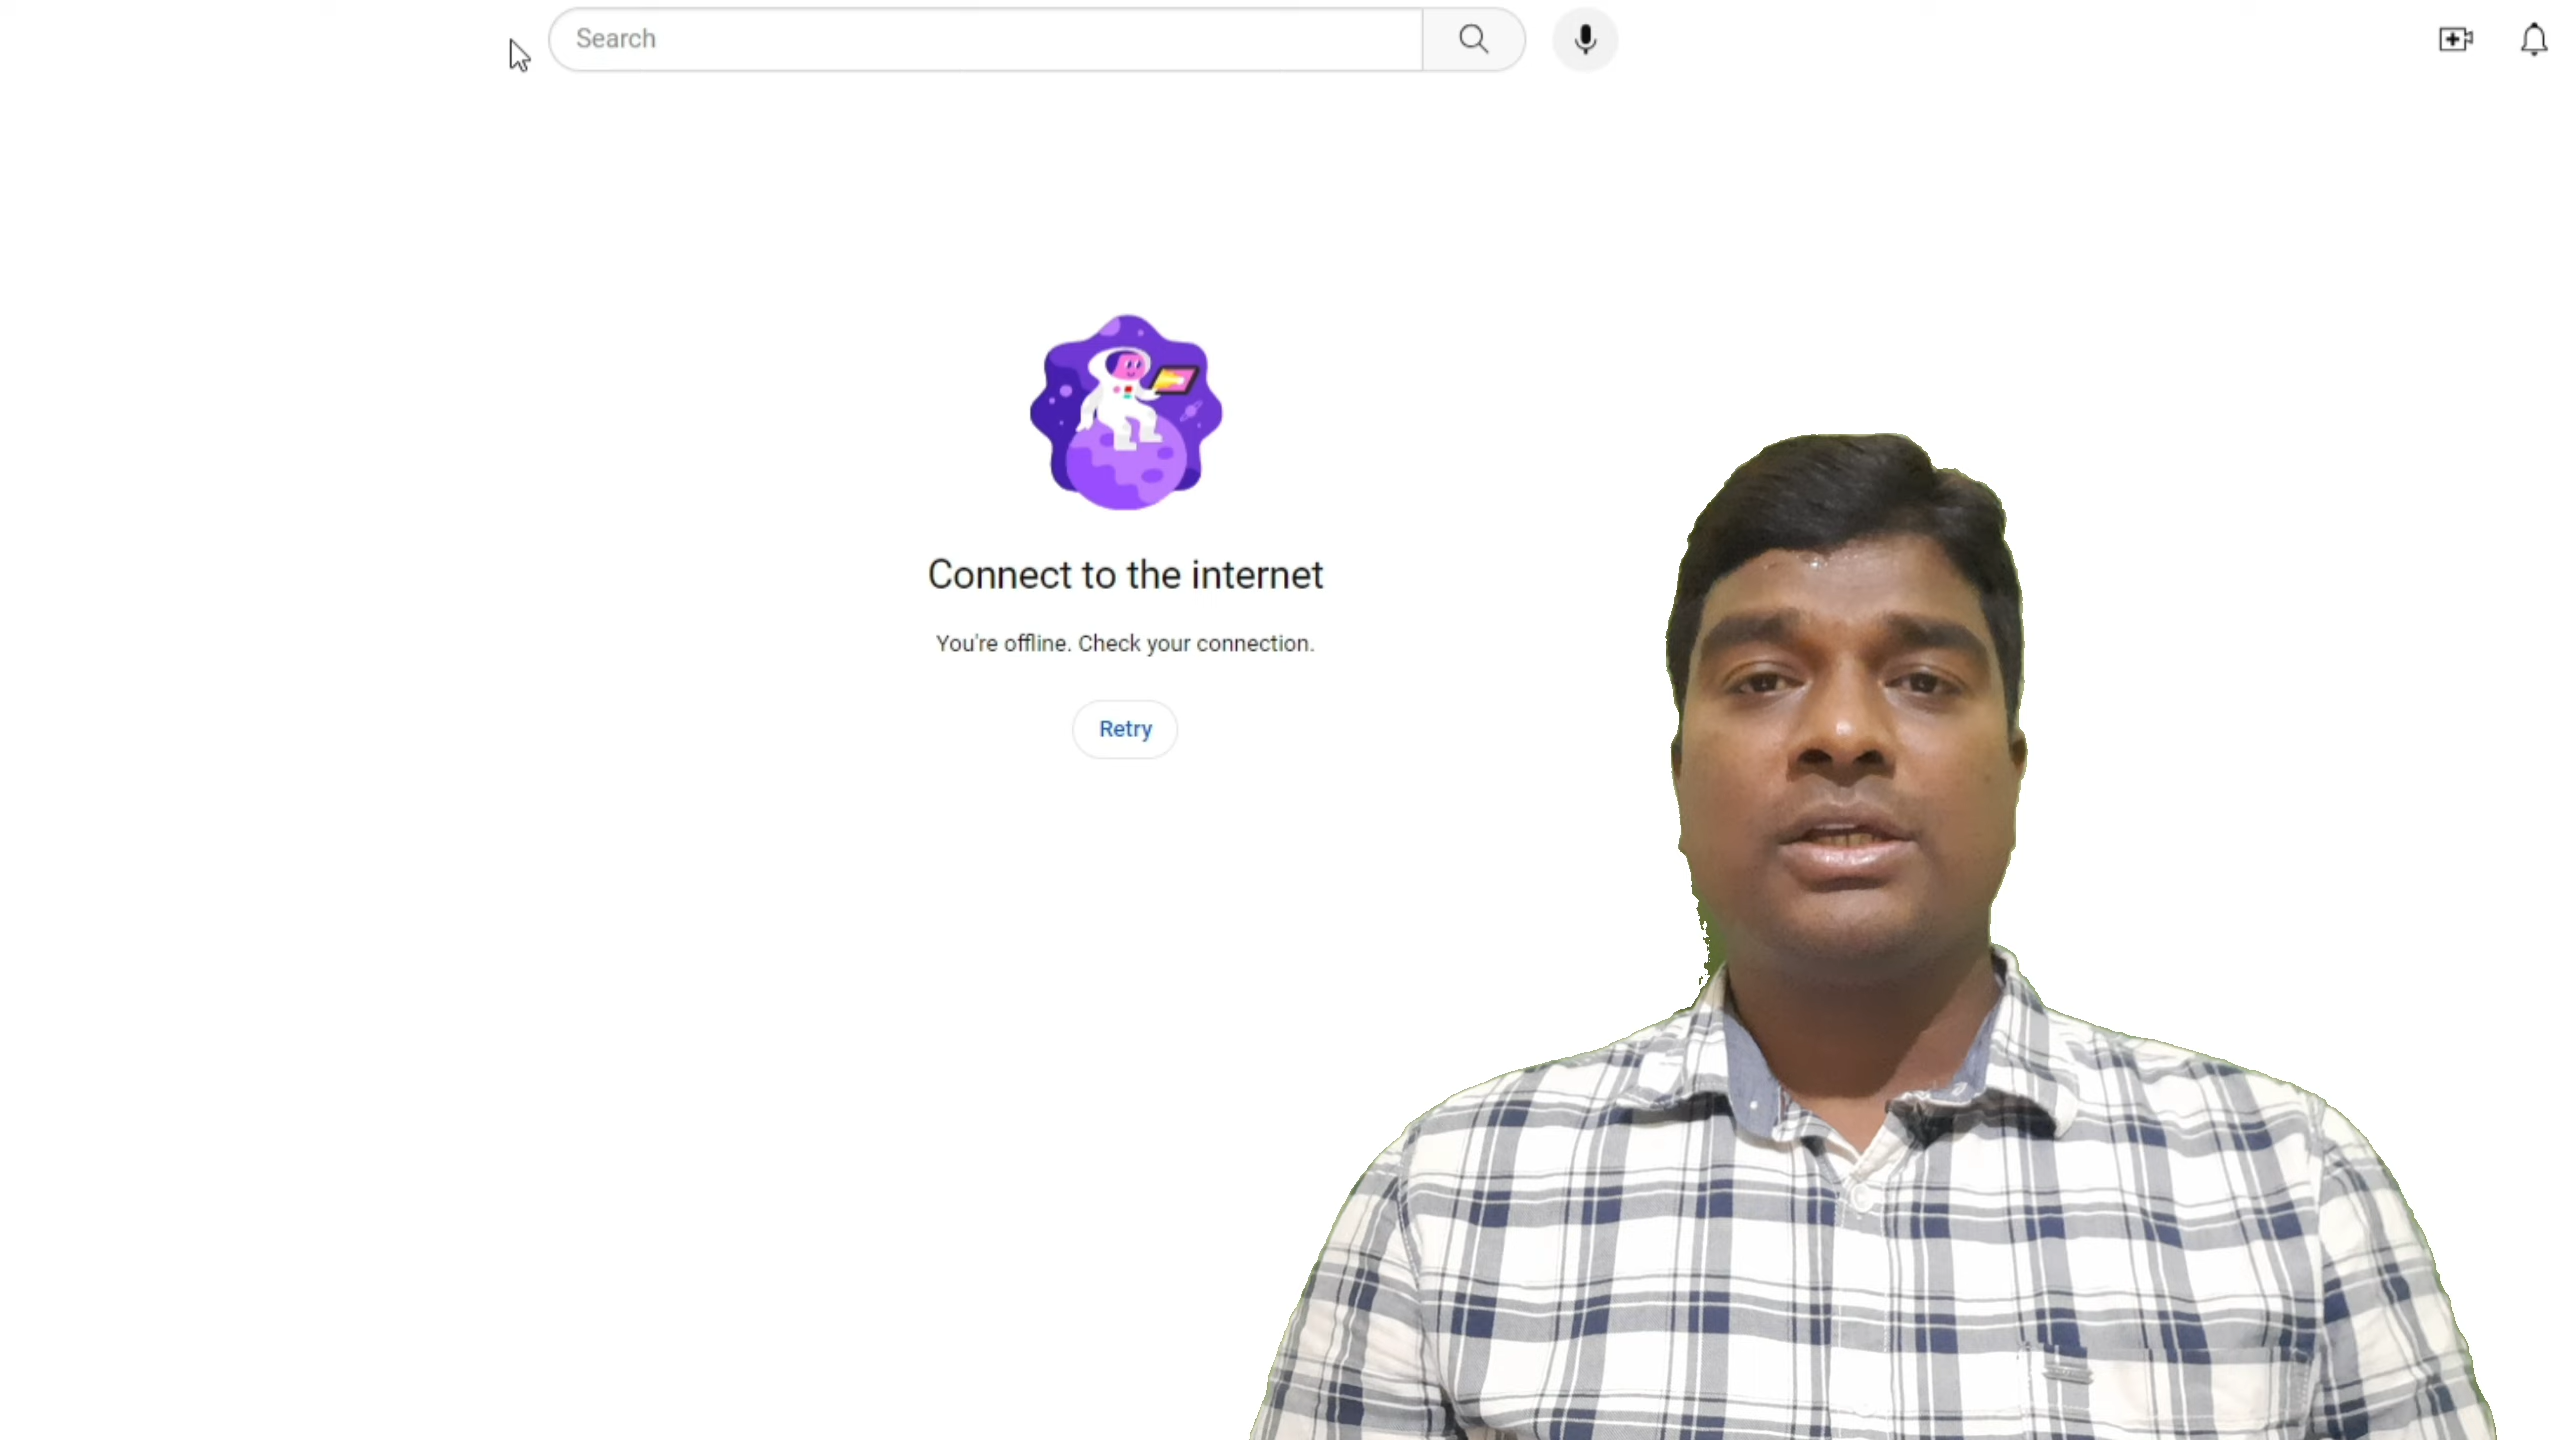 Search
Connect to the internet
You're offline. Check your connection.
Retry